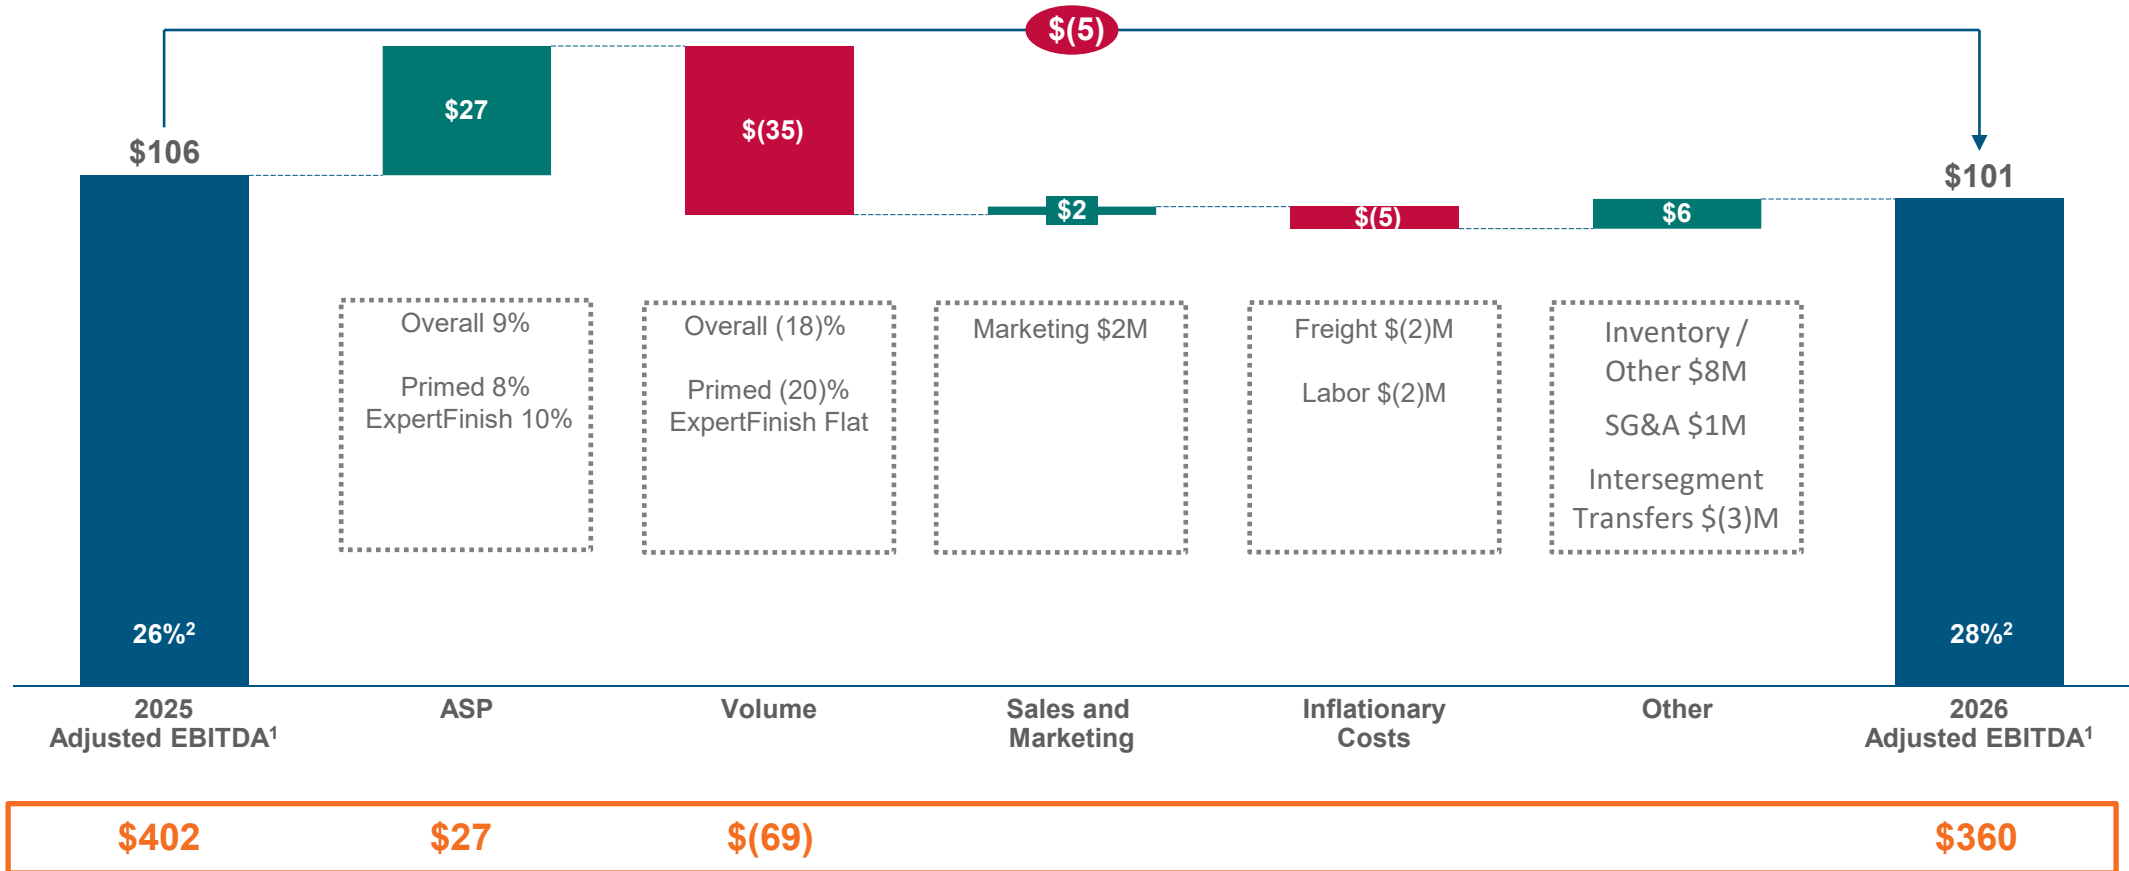 $(5)
$106
$27
$(35)
$2
$(5)
$6
$101
Overall 9%
Primed 8%
ExpertFinish 10%
Overall (18)%
Primed (20)%
ExpertFinish Flat
Marketing $2M
Freight $(2)M
Labor $(2)M
Inventory /
Other $8M
SG&A $1M
Intersegment
Transfers $(3)M
26%²
28%²
2025
Adjusted EBITDA¹
ASP
Volume
Sales and
Marketing
Inflationary
Costs
Other
2026
Adjusted EBITDA¹
$402
$27
$(69)
$360